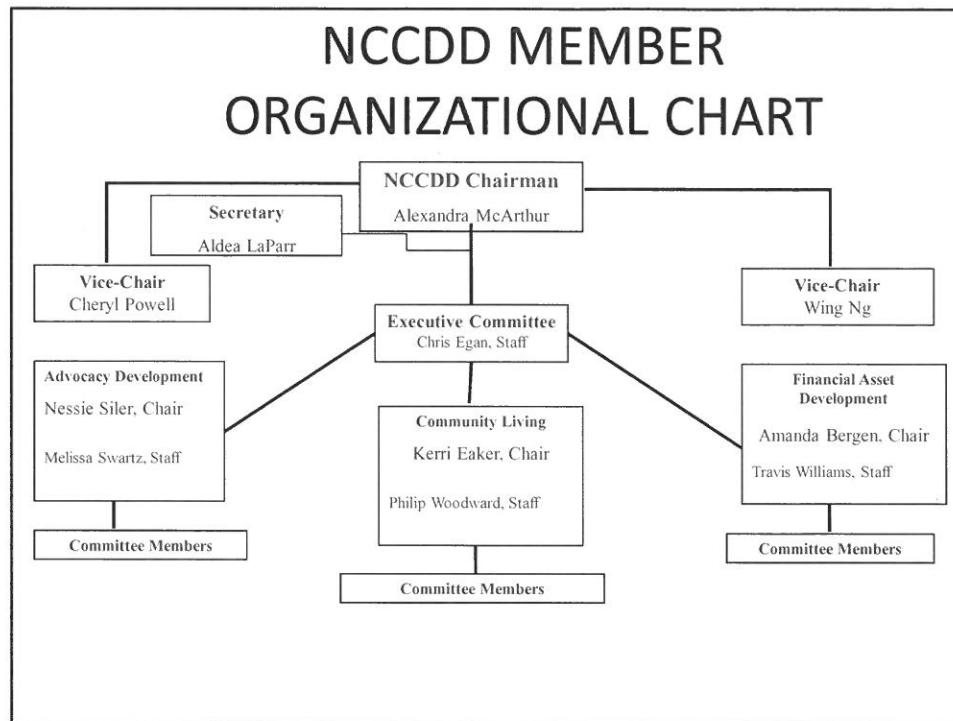 NCCDD MEMBER
ORGANIZATIONAL CHART
NCCDD Chairman
Alexandra McArthur
Secretary
Aldea LaParr
Vice-Chair
Cheryl Powell
Vice-Chair
Wing Ng
Executive Committee
Chris Egan, Staff
Advocacy Development
Nessie Siler, Chair
Melissa Swartz, Staff
Committee Members
Community Living
Kerri Eaker, Chair
Philip Woodward, Staff
Committee Members
Financial Asset
Development
Amanda Bergen, Chair
Travis Williams, Staff
Committee Members